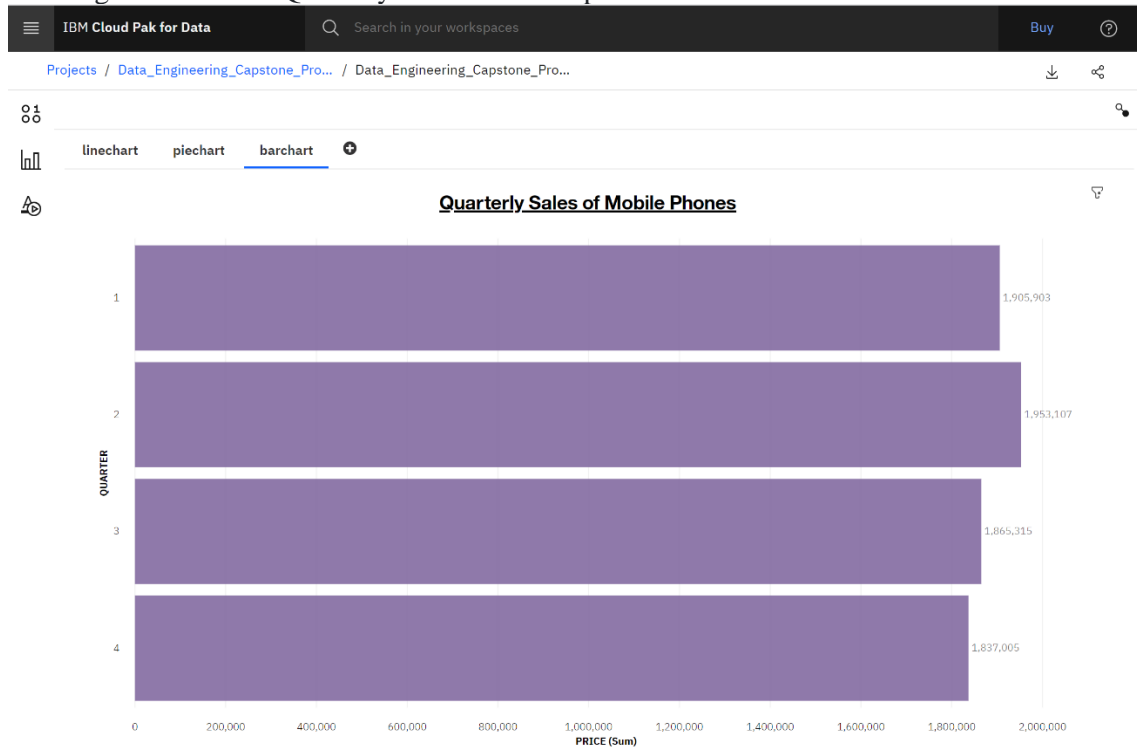 IBM Cloud Pak for Data Search in your workspaces Buy
Projects / Data_Engineering_Capstone_Pro... / Data_Engineering_Capstone_Pro...
linechart piechart barchart
Quarterly Sales of Mobile Phones
1 1,905,903
2 1,953,107
QUARTER
3 1,865,315
4 1,837,005
0 200,000 400,000 600,000 800,000 1,000,000 1,200,000 1,400,000 1,600,000 1,800,000 2,000,000
PRICE (Sum)